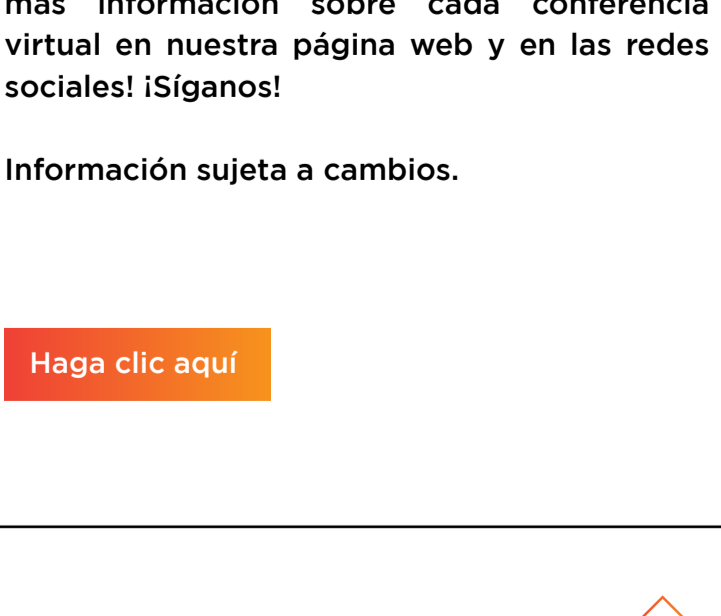 más información sobre cada conferencia
virtual en nuestra página web y en las redes
sociales! ¡Síganos!
Información sujeta a cambios.
Haga clic aquí